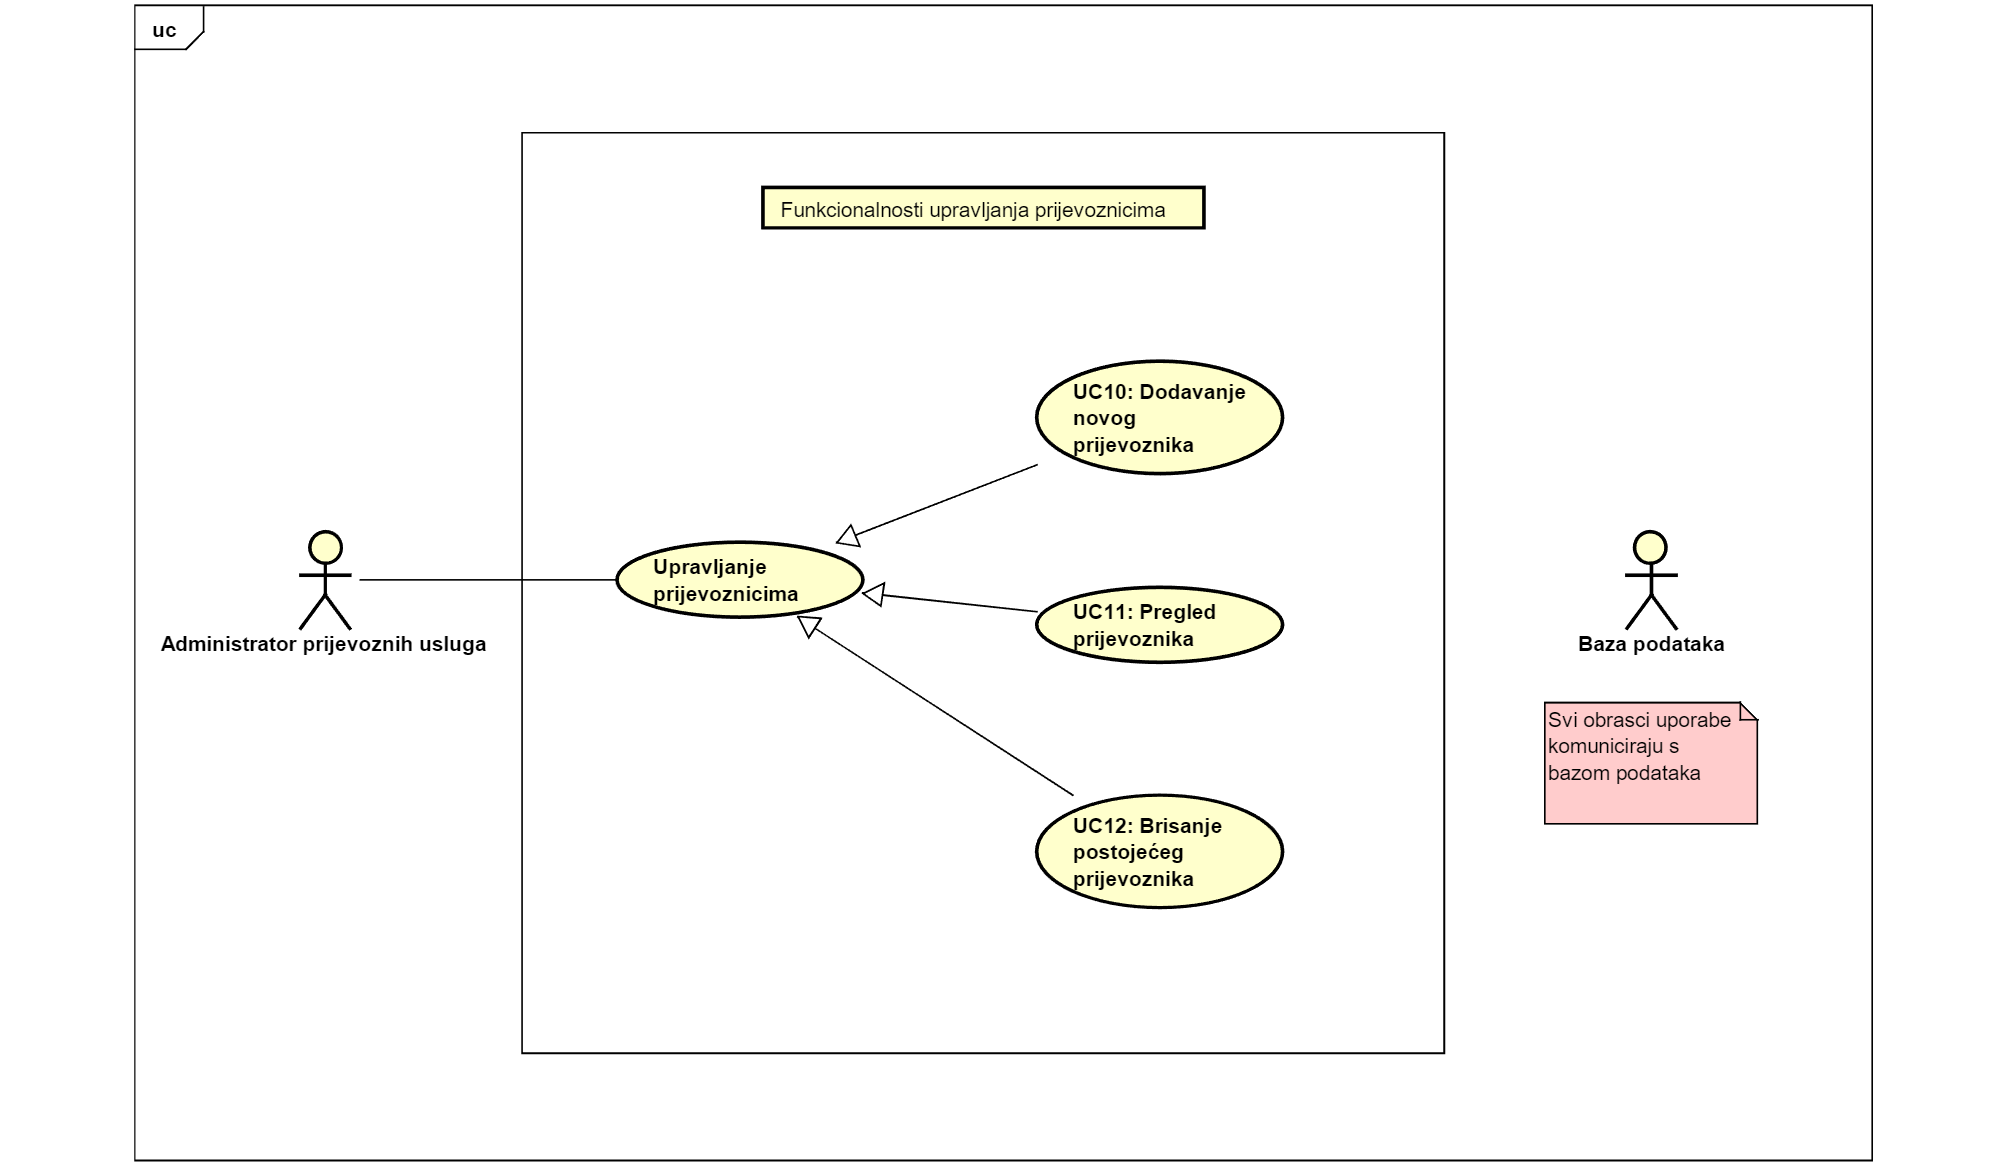 uc
Funkcionalnosti upravljanja prijevoznicima
UC10: Dodavanje
novog
prijevoznika
Upravljanje
prijevoznicima
UC11: Pregled
prijevoznika
Administrator prijevoznih usluga
Baza podataka
Svi obrasci uporabe
komuniciraju s
bazom podataka
UC12: Brisanje
postojećeg
prijevoznika